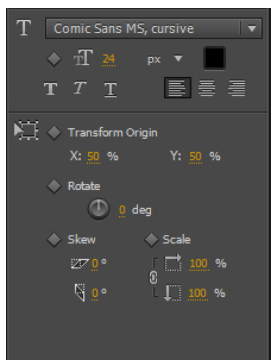 T Comic Sans MS, cursive
T 24 px
T T T
Transform Origin
X: 50 % Y: 50 %
Rotate
0 deg
Skew Scale
0° 100 %
0° 100 %